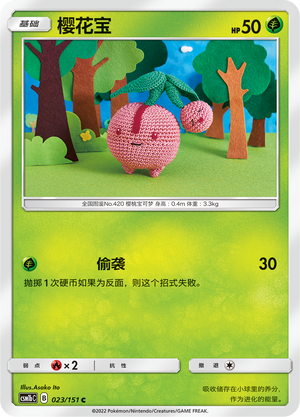 基础 樱花宝 HP 50
全国图鉴No.420 樱桃宝可梦 身高：0.4m 体重：3.3kg
偷袭 30
抛掷1次硬币如果为反面，则这个招式失败。
弱点 ×2 抗性 撤退
Illus.Asako Ito
csm1b C B 023/151 C
吸收储存在小球里的养分，
作为进化的能量。
©2022 Pokémon/Nintendo/Creatures/GAME FREAK.